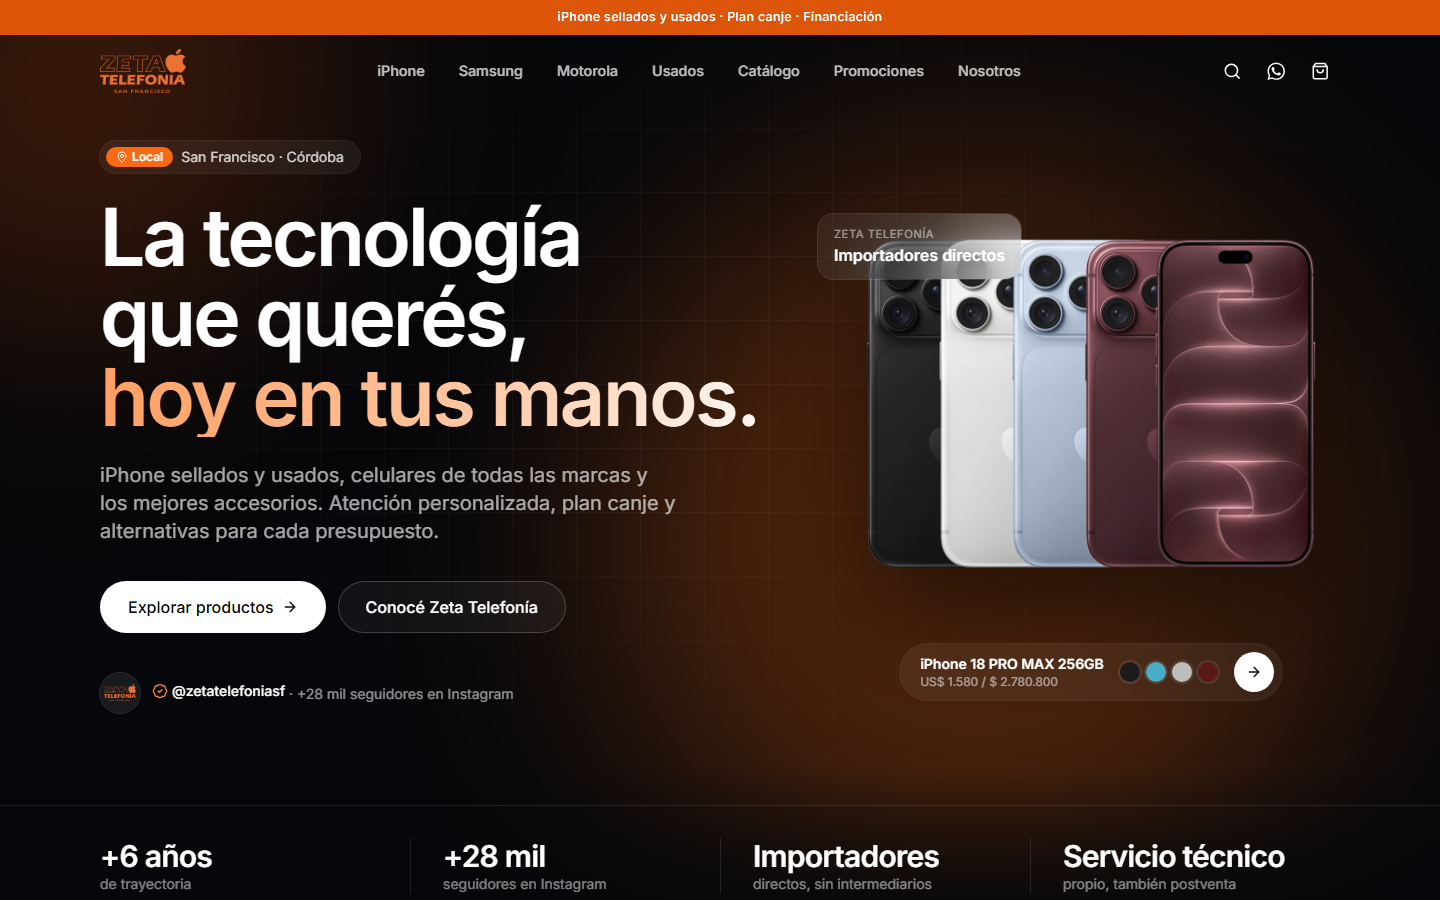 iPhone sellados y usados · Plan canje · Financiación
ZETA
TELEFONIA
SAN FRANCISCO
iPhone
Samsung
Motorola
Usados
Catálogo
Promociones
Nosotros
Local
San Francisco · Córdoba
La tecnología
que querés,
hoy en tus manos.
iPhone sellados y usados, celulares de todas las marcas y
los mejores accesorios. Atención personalizada, plan canje y
alternativas para cada presupuesto.
Explorar productos
Conocé Zeta Telefonía
ZETA
TELEFONIA
@zetatelefoniasf · +28 mil seguidores en Instagram
ZETA TELEFONÍA
Importadores directos
iPhone 18 PRO MAX 256GB
US$ 1.580 / $ 2.780.800
+6 años
de trayectoria
+28 mil
seguidores en Instagram
Importadores
directos, sin intermediarios
Servicio técnico
propio, también postventa